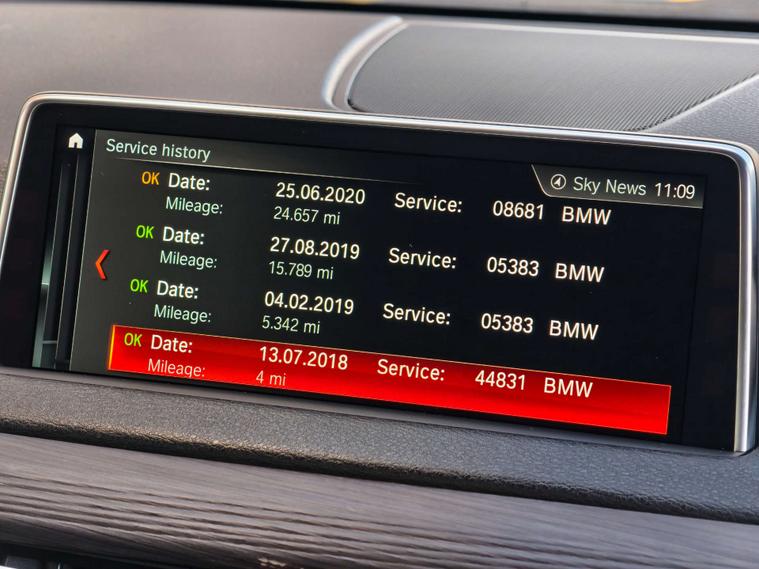 Service history
Sky News 11:09
OK Date: 25.06.2020 Service: 08681 BMW
Mileage: 24.657 mi
OK Date: 27.08.2019 Service: 05383 BMW
Mileage: 15.789 mi
OK Date: 04.02.2019 Service: 05383 BMW
Mileage: 5.342 mi
OK Date: 13.07.2018 Service: 44831 BMW
Mileage: 4 mi